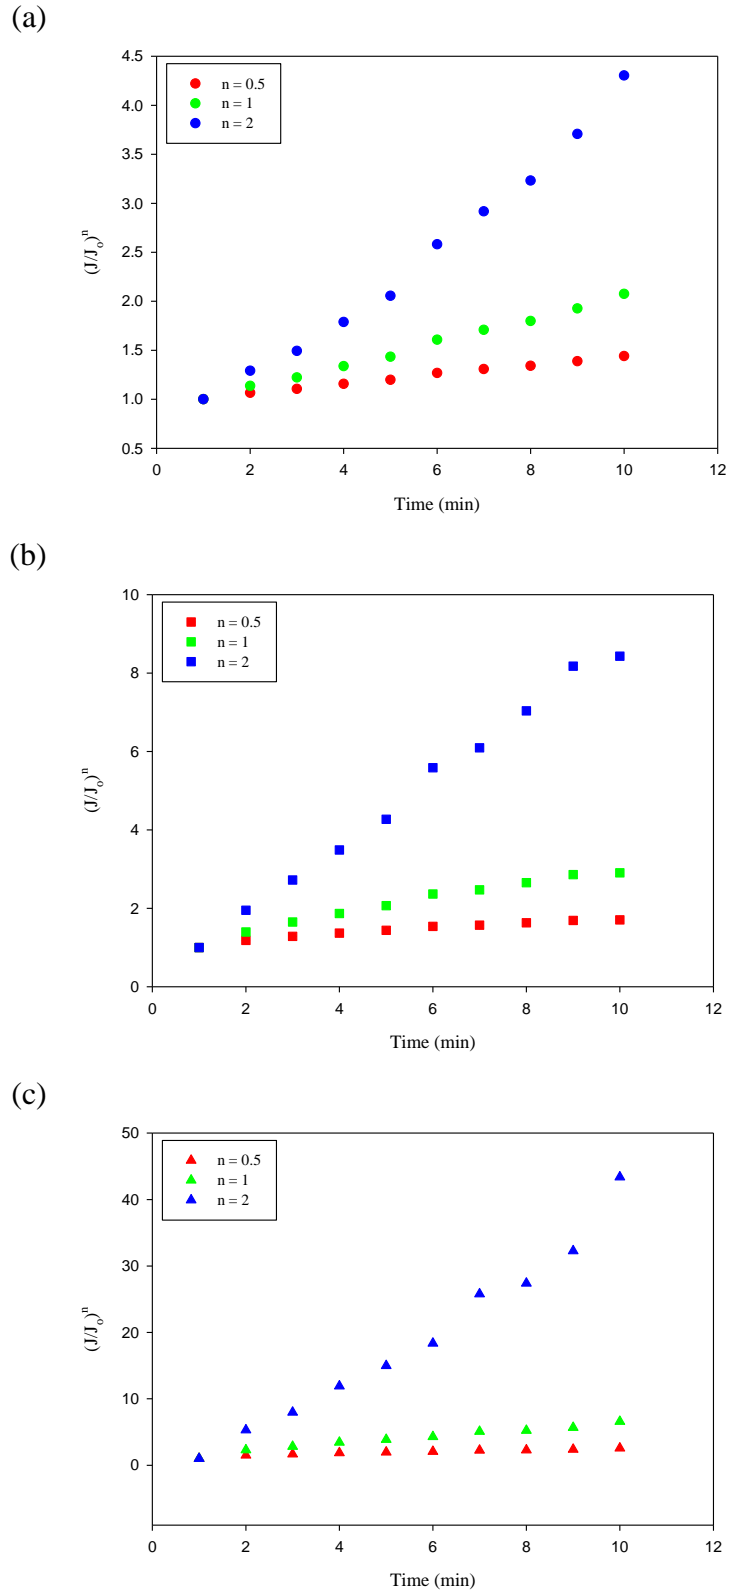 (a)
4.5
4.0
3.5
3.0
2.5
2.0
1.5
1.0
0.5
n = 0.5
n = 1
n = 2
(J/Jo)n
0 2 4 6 8 10 12
Time (min)
(b)
10
8
6
4
2
0
n = 0.5
n = 1
n = 2
(J/Jo)n
0 2 4 6 8 10 12
Time (min)
(c)
50
40
30
20
10
0
n = 0.5
n = 1
n = 2
(J/Jo)n
0 2 4 6 8 10 12
Time (min)